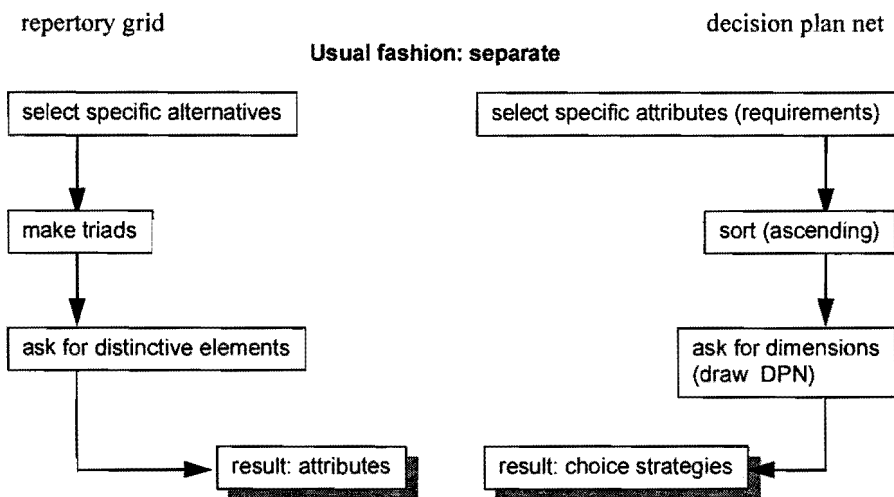 repertory grid
decision plan net
Usual fashion: separate
select specific alternatives
select specific attributes (requirements)
make triads
sort (ascending)
ask for distinctive elements
ask for dimensions
(draw DPN)
result: attributes
result: choice strategies